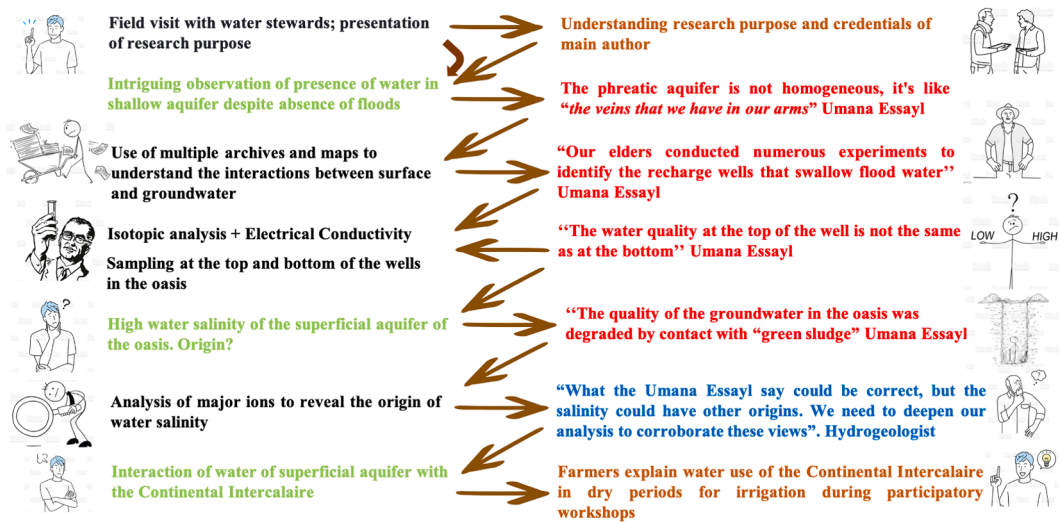 Field visit with water stewards; presentation
of research purpose
Understanding research purpose and credentials of
main author
Intriguing observation of presence of water in
shallow aquifer despite absence of floods
The phreatic aquifer is not homogeneous, it's like
“the veins that we have in our arms” Umana Essayl
Use of multiple archives and maps to
understand the interactions between surface
and groundwater
“Our elders conducted numerous experiments to
identify the recharge wells that swallow flood water’’
Umana Essayl
?
LOW
HIGH
Isotopic analysis + Electrical Conductivity
Sampling at the top and bottom of the wells
in the oasis
‘‘The water quality at the top of the well is not the same
as at the bottom’’ Umana Essayl
?
High water salinity of the superficial aquifer of
the oasis. Origin?
‘‘The quality of the groundwater in the oasis was
degraded by contact with “green sludge” Umana Essayl
Analysis of major ions to reveal the origin of
water salinity
“What the Umana Essayl say could be correct, but the
salinity could have other origins. We need to deepen our
analysis to corroborate these views”. Hydrogeologist
?
Interaction of water of superficial aquifer with
the Continental Intercalaire
Farmers explain water use of the Continental Intercalaire
in dry periods for irrigation during participatory
workshops